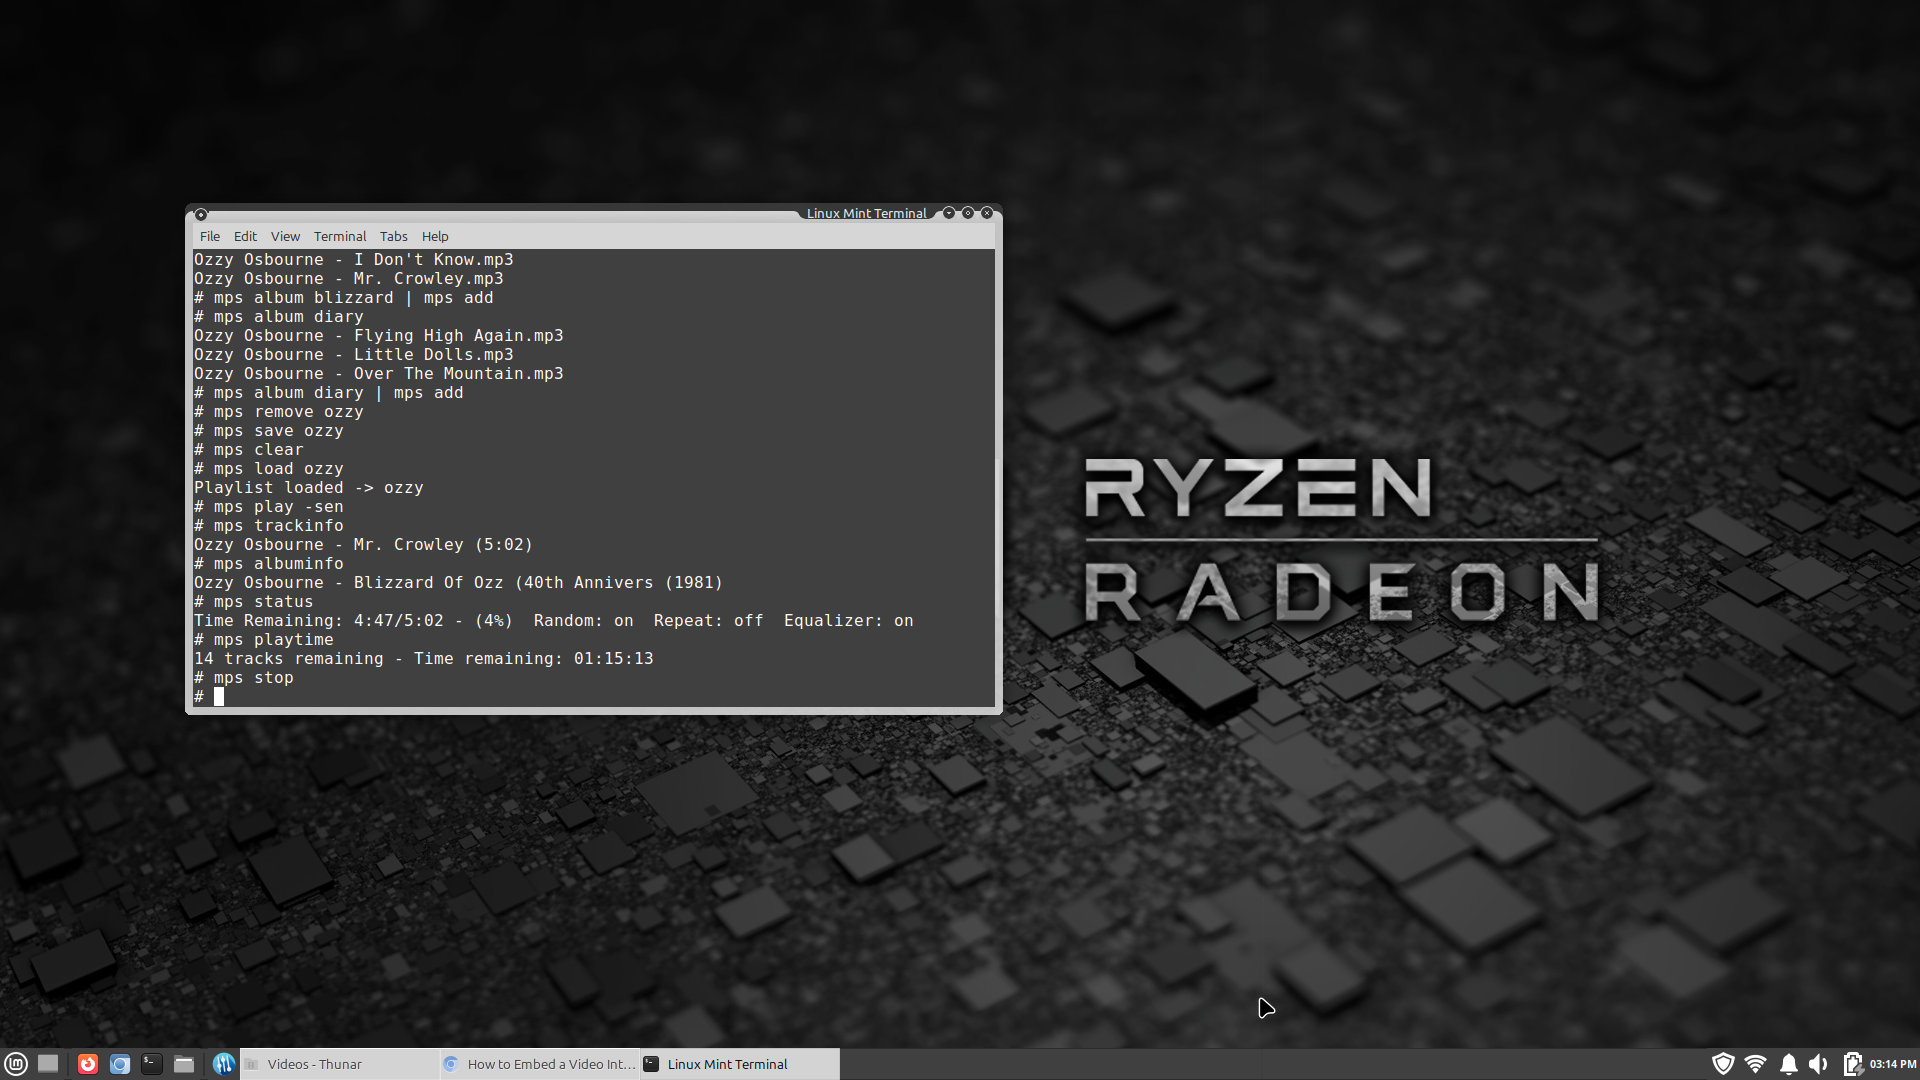 Linux Mint Terminal
File Edit View Terminal Tabs Help
Ozzy Osbourne - I Don't Know.mp3
Ozzy Osbourne - Mr. Crowley.mp3
# mps album blizzard | mps add
# mps album diary
Ozzy Osbourne - Flying High Again.mp3
Ozzy Osbourne - Little Dolls.mp3
Ozzy Osbourne - Over The Mountain.mp3
# mps album diary | mps add
# mps remove ozzy
# mps save ozzy
# mps clear
# mps load ozzy
Playlist loaded -> ozzy
# mps play -sen
# mps trackinfo
Ozzy Osbourne - Mr. Crowley (5:02)
# mps albuminfo
Ozzy Osbourne - Blizzard Of Ozz (40th Annivers (1981)
# mps status
Time Remaining: 4:47/5:02 - (4%)  Random: on  Repeat: off  Equalizer: on
# mps playtime
14 tracks remaining - Time remaining: 01:15:13
# mps stop
#
RYZEN
RADEON
Videos - Thunar
How to Embed a Video Int...
Linux Mint Terminal
03:14 PM